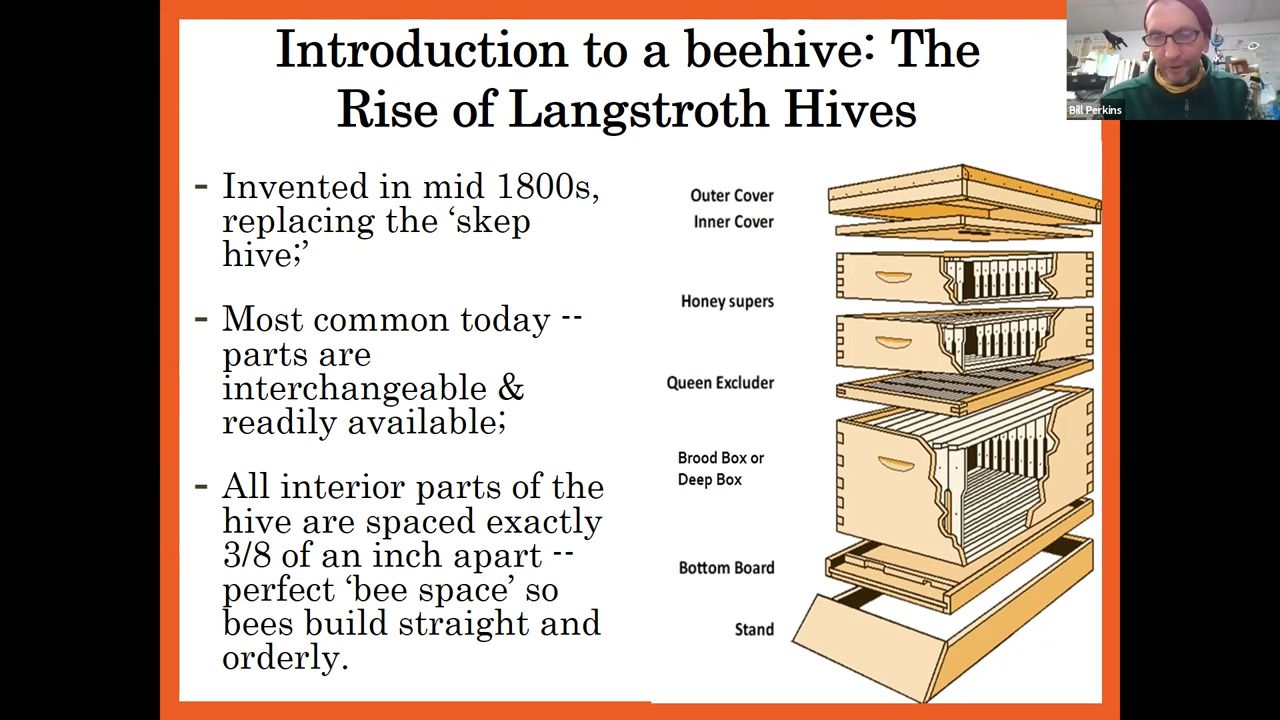 Introduction to a beehive: The
Rise of Langstroth Hives
Bill Perkins
- Invented in mid 1800s,
replacing the ‘skep
hive;’
- Most common today --
parts are
interchangeable &
readily available;
- All interior parts of the
hive are spaced exactly
3/8 of an inch apart --
perfect ‘bee space’ so
bees build straight and
orderly.
Outer Cover
Inner Cover
Honey supers
Queen Excluder
Brood Box or
Deep Box
Bottom Board
Stand